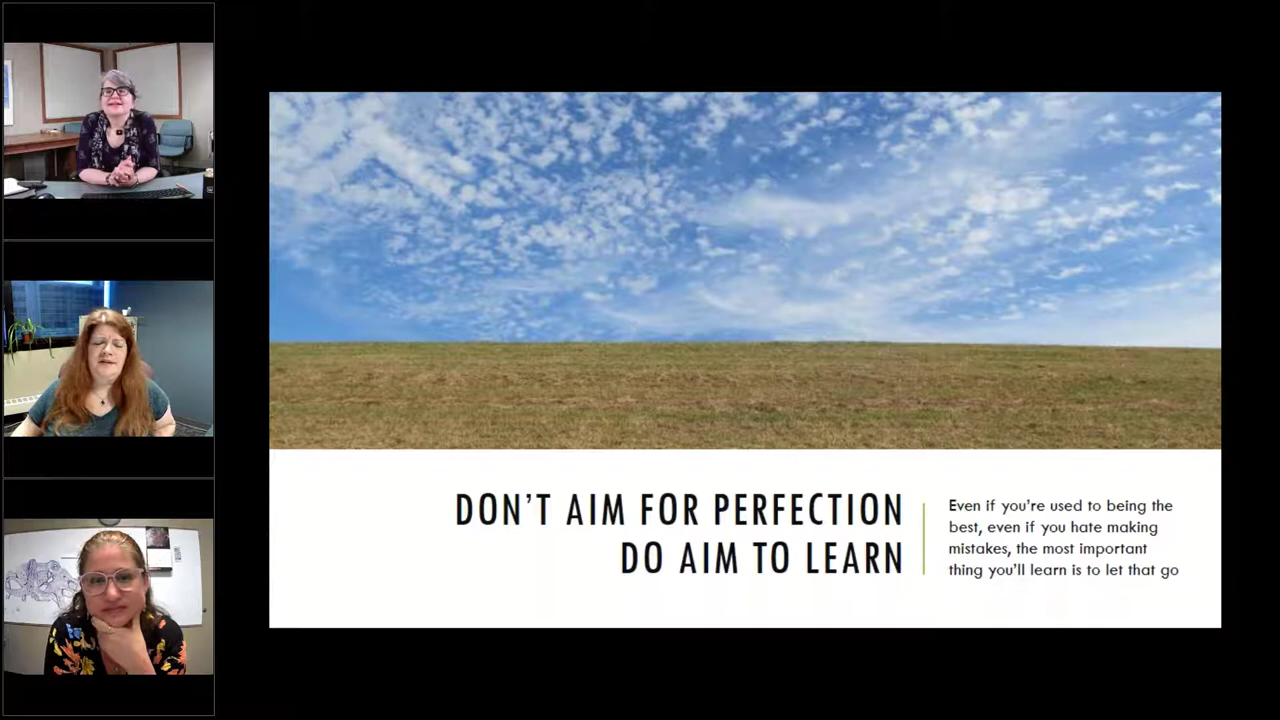 DON'T AIM FOR PERFECTION
DO AIM TO LEARN
Even if you're used to being the
best, even if you hate making
mistakes, the most important
thing you'll learn is to let that go